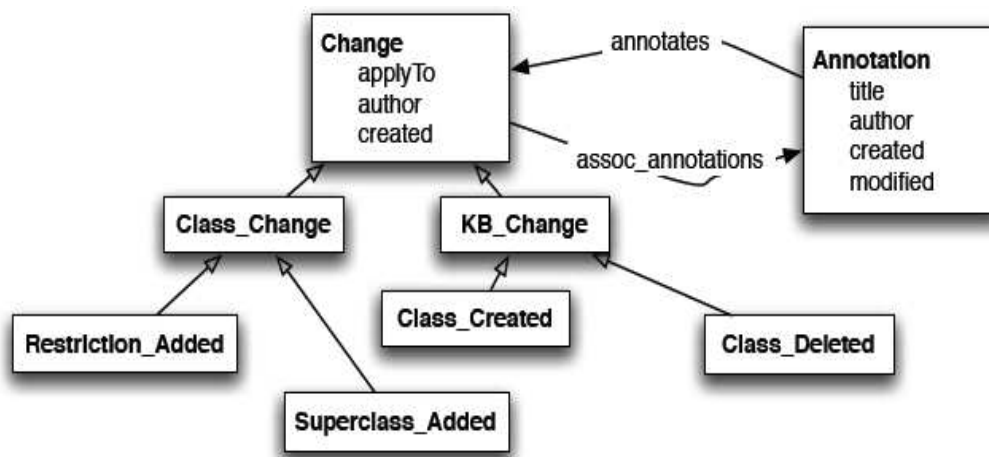 Change
applyTo
author
created
annotates
assoc_annotations
Annotation
title
author
created
modified
Class_Change
KB_Change
Restriction_Added
Class_Created
Class_Deleted
Superclass_Added